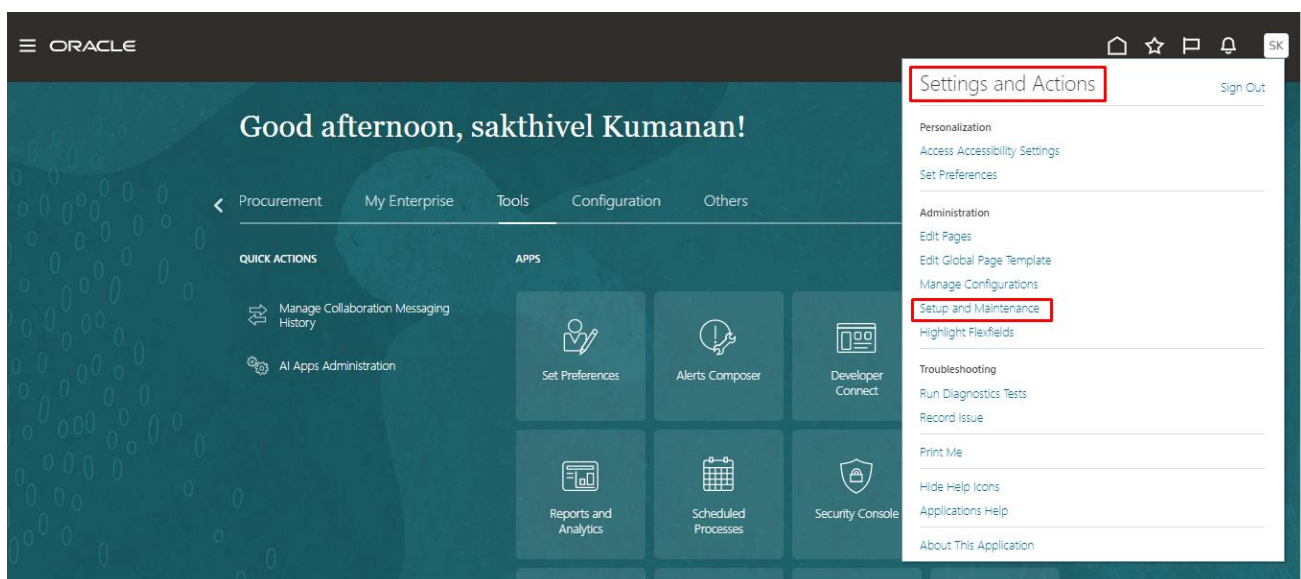 ORACLE
SK
Settings and Actions
Sign Out
Good afternoon, sakthivel Kumanan!
Procurement My Enterprise Tools Configuration Others
QUICK ACTIONS
Manage Collaboration Messaging
History
AI Apps Administration
APPS
Set Preferences
Alerts Composer
Developer
Connect
Reports and
Analytics
Scheduled
Processes
Security Console
Personalization
Access Accessibility Settings
Set Preferences
Administration
Edit Pages
Edit Global Page Template
Manage Configurations
Setup and Maintenance
Highlight Flexfields
Troubleshooting
Run Diagnostics Tests
Record Issue
Print Me
Hide Help Icons
Applications Help
About This Application